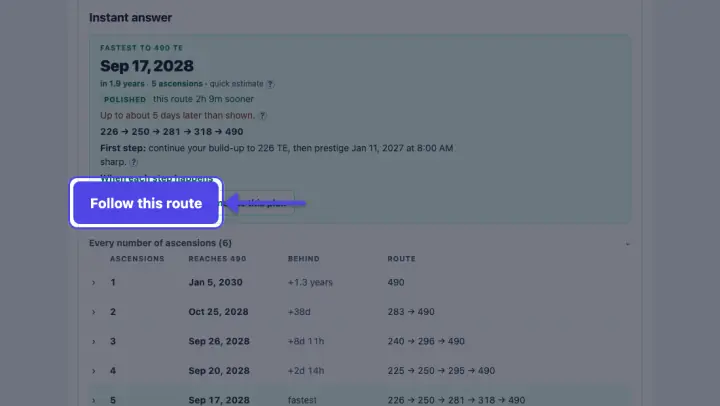 Instant answer
FASTEST TO 490 TE
Sep 17, 2028
in 1.9 years · 5 ascensions · quick estimate ?
POLISHED this route 2h 9m sooner
Up to about 5 days later than shown. ?
226 → 250 → 281 → 318 → 490
First step: continue your build-up to 226 TE, then prestige Jan 11, 2027 at 8:00 AM
sharp. ?
When each step happens
Follow this route
this plan
Every number of ascensions (6)
ASCENSIONS REACHES 490 BEHIND ROUTE
› 1 Jan 5, 2030 +1.3 years 490
› 2 Oct 25, 2028 +38d 283 → 490
› 3 Sep 26, 2028 +8d 11h 240 → 296 → 490
› 4 Sep 20, 2028 +2d 14h 225 → 250 → 295 → 490
› 5 Sep 17, 2028 fastest 226 → 250 → 281 → 318 → 490